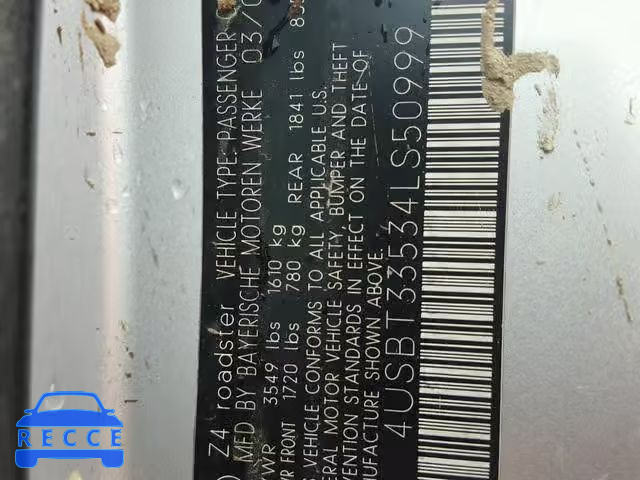 Z4 roadster VEHICLE TYPE: PASSENGER
MFD BY BAYERISCHE MOTOREN WERKE 03/0
WR 3549 lbs 1610 kg
WR FRONT 1720 lbs 780 kg REAR 1841 lbs 83
S VEHICLE CONFORMS TO ALL APPLICABLE U.S.
ERAL MOTOR VEHICLE SAFETY, BUMPER AND THEFT
VENTION STANDARDS IN EFFECT ON THE DATE OF
NUFACTURE SHOWN ABOVE.
4USBT33534LS50999
RECCE